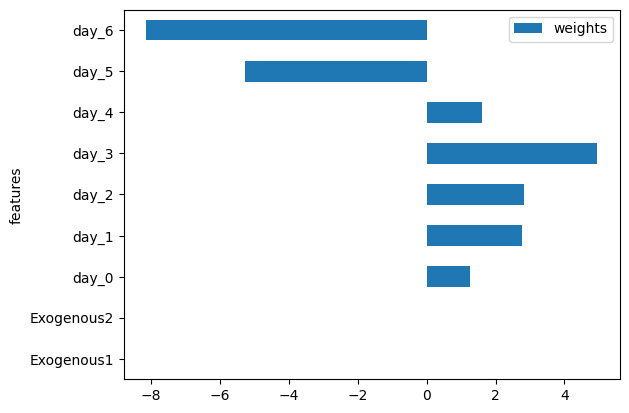 weights
day_6
day_5
day_4
day_3
day_2
day_1
day_0
Exogenous2
Exogenous1
features
−8
−6
−4
−2
0
2
4